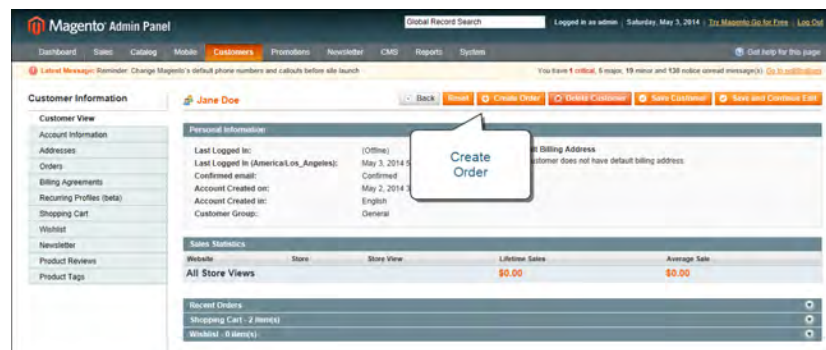 Magento Admin Panel
Global Record Search
Logged in as admin | Saturday, May 3, 2014 | Try Magento Go for Free | Log Out
Dashboard Sales Catalog Mobile Customers Promotions Newsletter CMS Reports System
Get help for this page
Latest Message: Reminder: Change Magento's default phone numbers and callouts before site launch
You have 1 critical, 5 major, 19 minor and 138 notice unread message(s). Go to notifications
Customer Information
Jane Doe
Back Reset Create Order Delete Customer Save Customer Save and Continue Edit
Customer View
Account Information
Addresses
Orders
Billing Agreements
Recurring Profiles (beta)
Shopping Cart
Wishlist
Newsletter
Product Reviews
Product Tags
Personal Information
Last Logged In: (Offline)
Last Logged In (America/Los_Angeles): May 3, 2014 5
Confirmed email: Confirmed
Account Created on: May 2, 2014 3
Account Created in: English
Customer Group: General
Create
Order
Billing Address
customer does not have default billing address.
Sales Statistics
Website Store Store View Lifetime Sales Average Sale
All Store Views $0.00 $0.00
Recent Orders
Shopping Cart - 2 item(s)
Wishlist - 0 item(s)